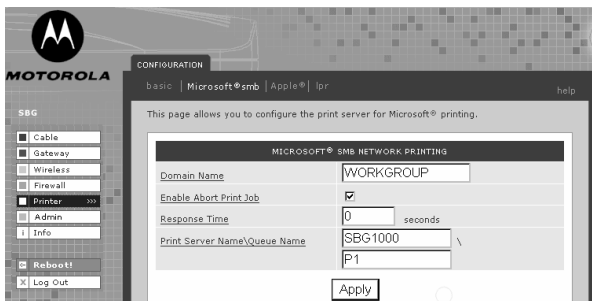 MOTOROLA
CONFIGURATION
basic | Microsoft®smb | Apple® | lpr
help
This page allows you to configure the print server for Microsoft® printing.
SBG
Cable
Gateway
Wireless
Firewall
Printer >>>
Admin
i Info
Reboot!
X Log Out
MICROSOFT® SMB NETWORK PRINTING
Domain Name WORKGROUP
Enable Abort Print Job
Response Time 0 seconds
Print Server Name\Queue Name SBG1000 \
P1
Apply